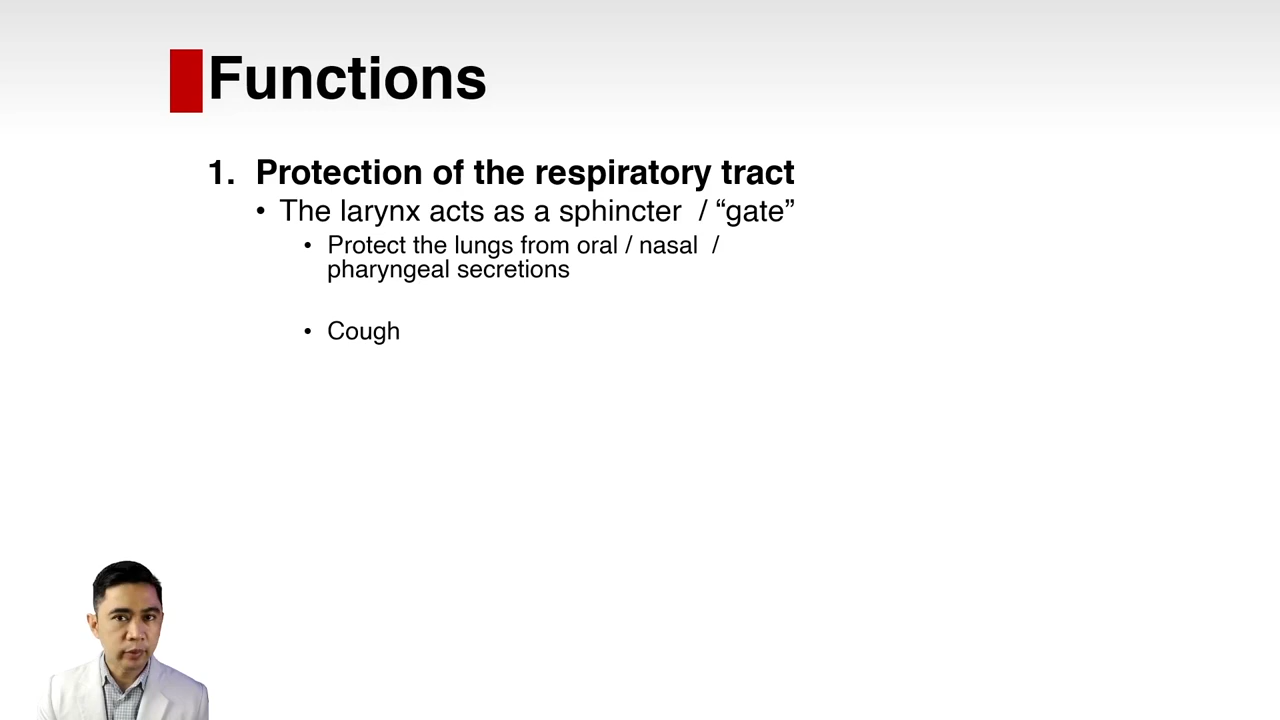 Functions
1. Protection of the respiratory tract
• The larynx acts as a sphincter / “gate”
• Protect the lungs from oral / nasal /
pharyngeal secretions
• Cough